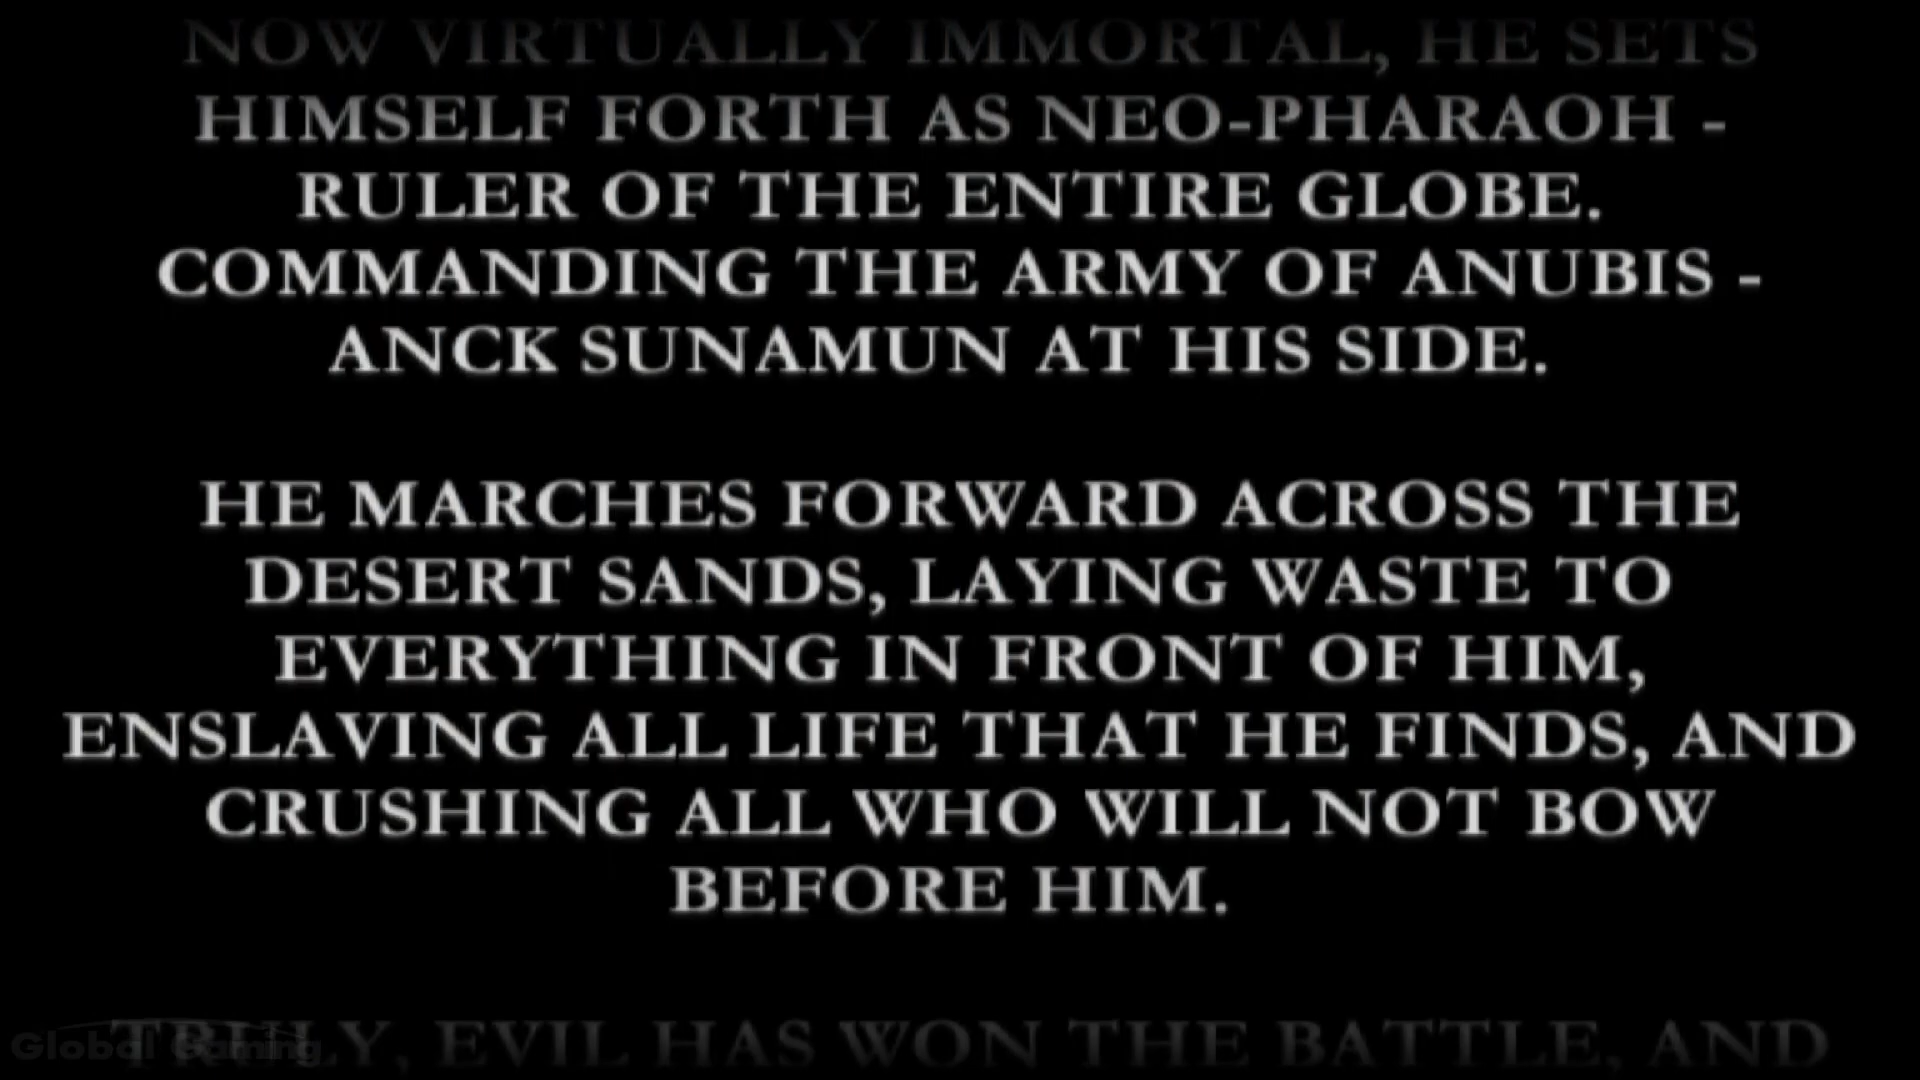 NOW VIRTUALLY IMMORTAL, HE SETS
HIMSELF FORTH AS NEO-PHARAOH -
RULER OF THE ENTIRE GLOBE.
COMMANDING THE ARMY OF ANUBIS -
ANCK SUNAMUN AT HIS SIDE.
HE MARCHES FORWARD ACROSS THE
DESERT SANDS, LAYING WASTE TO
EVERYTHING IN FRONT OF HIM,
ENSLAVING ALL LIFE THAT HE FINDS, AND
CRUSHING ALL WHO WILL NOT BOW
BEFORE HIM.
TRULY, EVIL HAS WON THE BATTLE, AND
Global Gaming